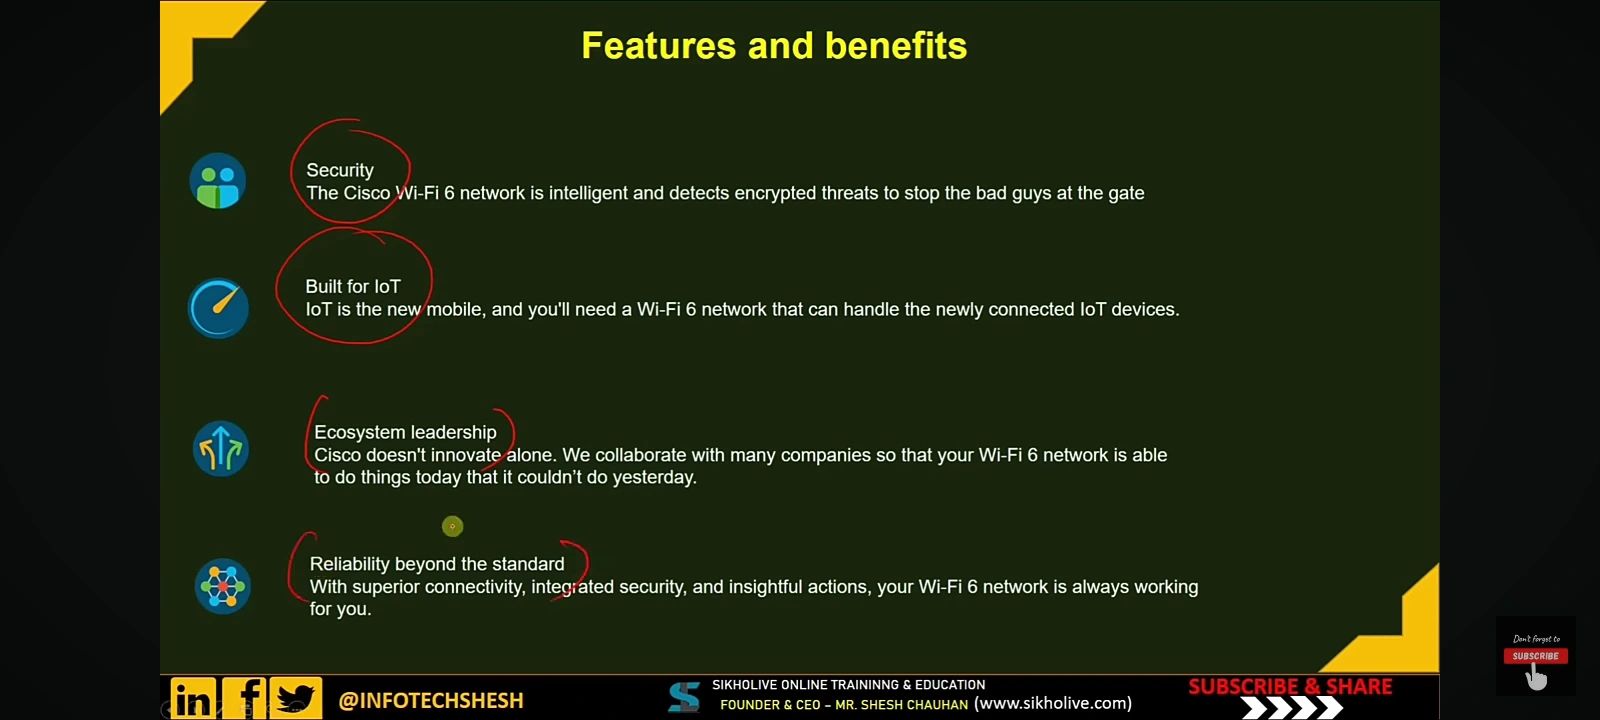 Features and benefits
Security
The Cisco Wi-Fi 6 network is intelligent and detects encrypted threats to stop the bad guys at the gate
Built for IoT
IoT is the new mobile, and you'll need a Wi-Fi 6 network that can handle the newly connected IoT devices.
Ecosystem leadership
Cisco doesn't innovate alone. We collaborate with many companies so that your Wi-Fi 6 network is able
to do things today that it couldn’t do yesterday.
Reliability beyond the standard
With superior connectivity, integrated security, and insightful actions, your Wi-Fi 6 network is always working
for you.
Don't forget to
SUBSCRIBE
in f @INFOTECHSHESH
SIKHOLIVE ONLINE TRAININNG & EDUCATION
FOUNDER & CEO – MR. SHESH CHAUHAN (www.sikholive.com)
SUBSCRIBE & SHARE